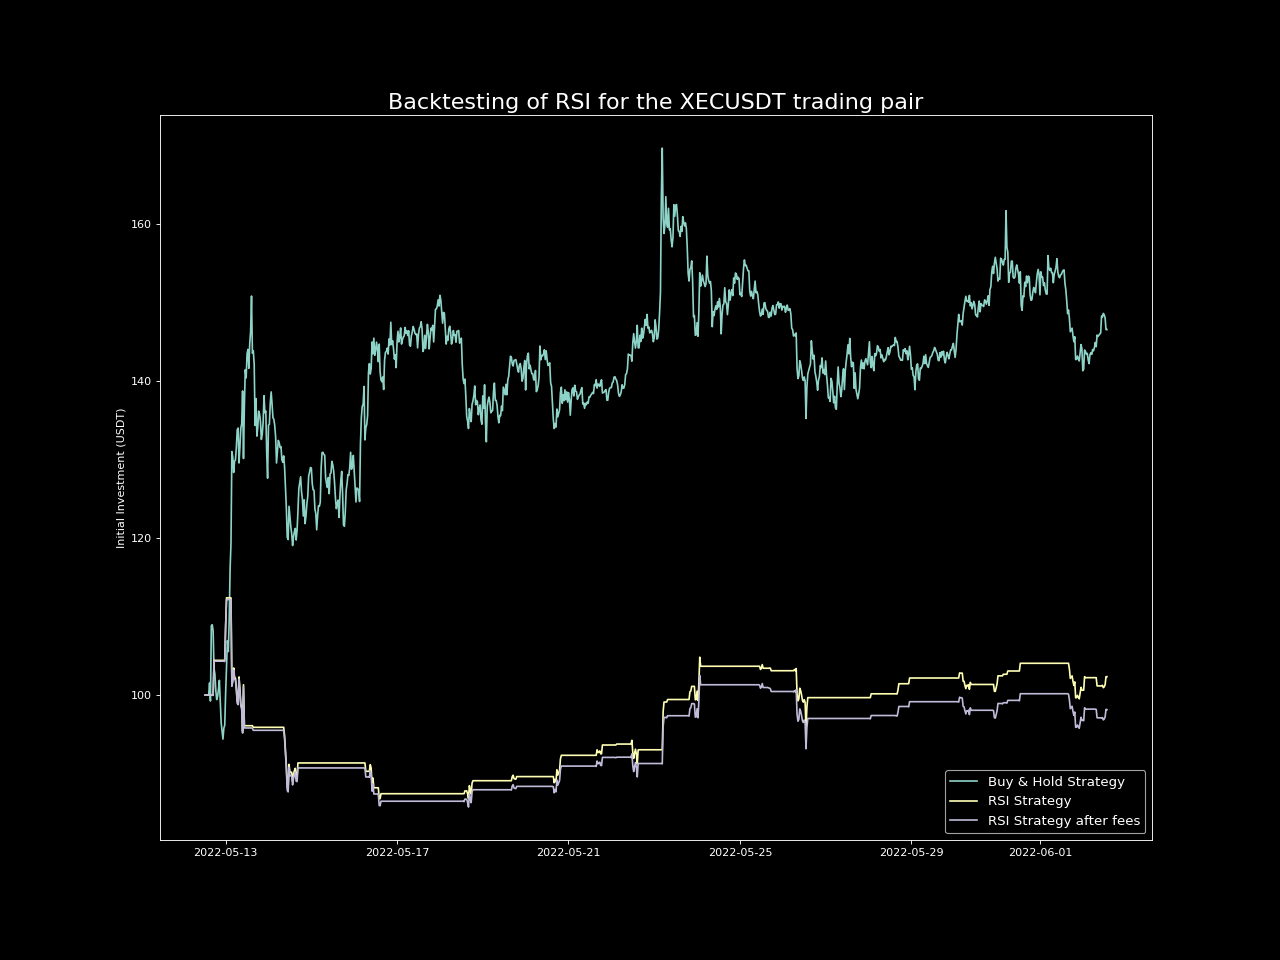 Backtesting of RSI for the XECUSDT trading pair
Initial Investment (USDT)
160
140
120
100
2022-05-13
2022-05-17
2022-05-21
2022-05-25
2022-05-29
2022-06-01
Buy & Hold Strategy
RSI Strategy
RSI Strategy after fees